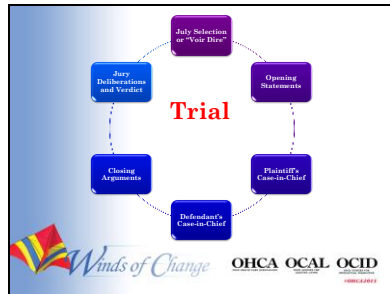 July Selection
or "Voir Dire"
Opening
Statements
Plaintiff's
Case-in-Chief
Defendant's
Case-in-Chief
Closing
Arguments
Jury
Deliberations
and Verdict
Trial
Winds of Change
OHCA OCAL OCID
#OHCA2013